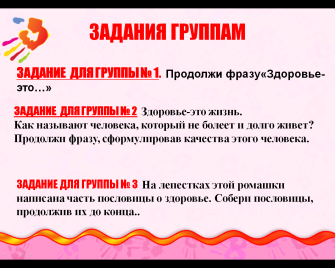 ЗАДАНИЯ ГРУППАМ
ЗАДАНИЕ ДЛЯ ГРУППЫ № 1. Продолжи фразу«Здоровье-
это…»
ЗАДАНИЕ ДЛЯ ГРУППЫ № 2 Здоровье-это жизнь.
Как называют человека, который не болеет и долго живет?
Продолжи фразу, сформулировав качества этого человека.
ЗАДАНИЕ ДЛЯ ГРУППЫ № 3 На лепестках этой ромашки
написана часть пословицы о здоровье. Собери пословицы,
продолжив их до конца..